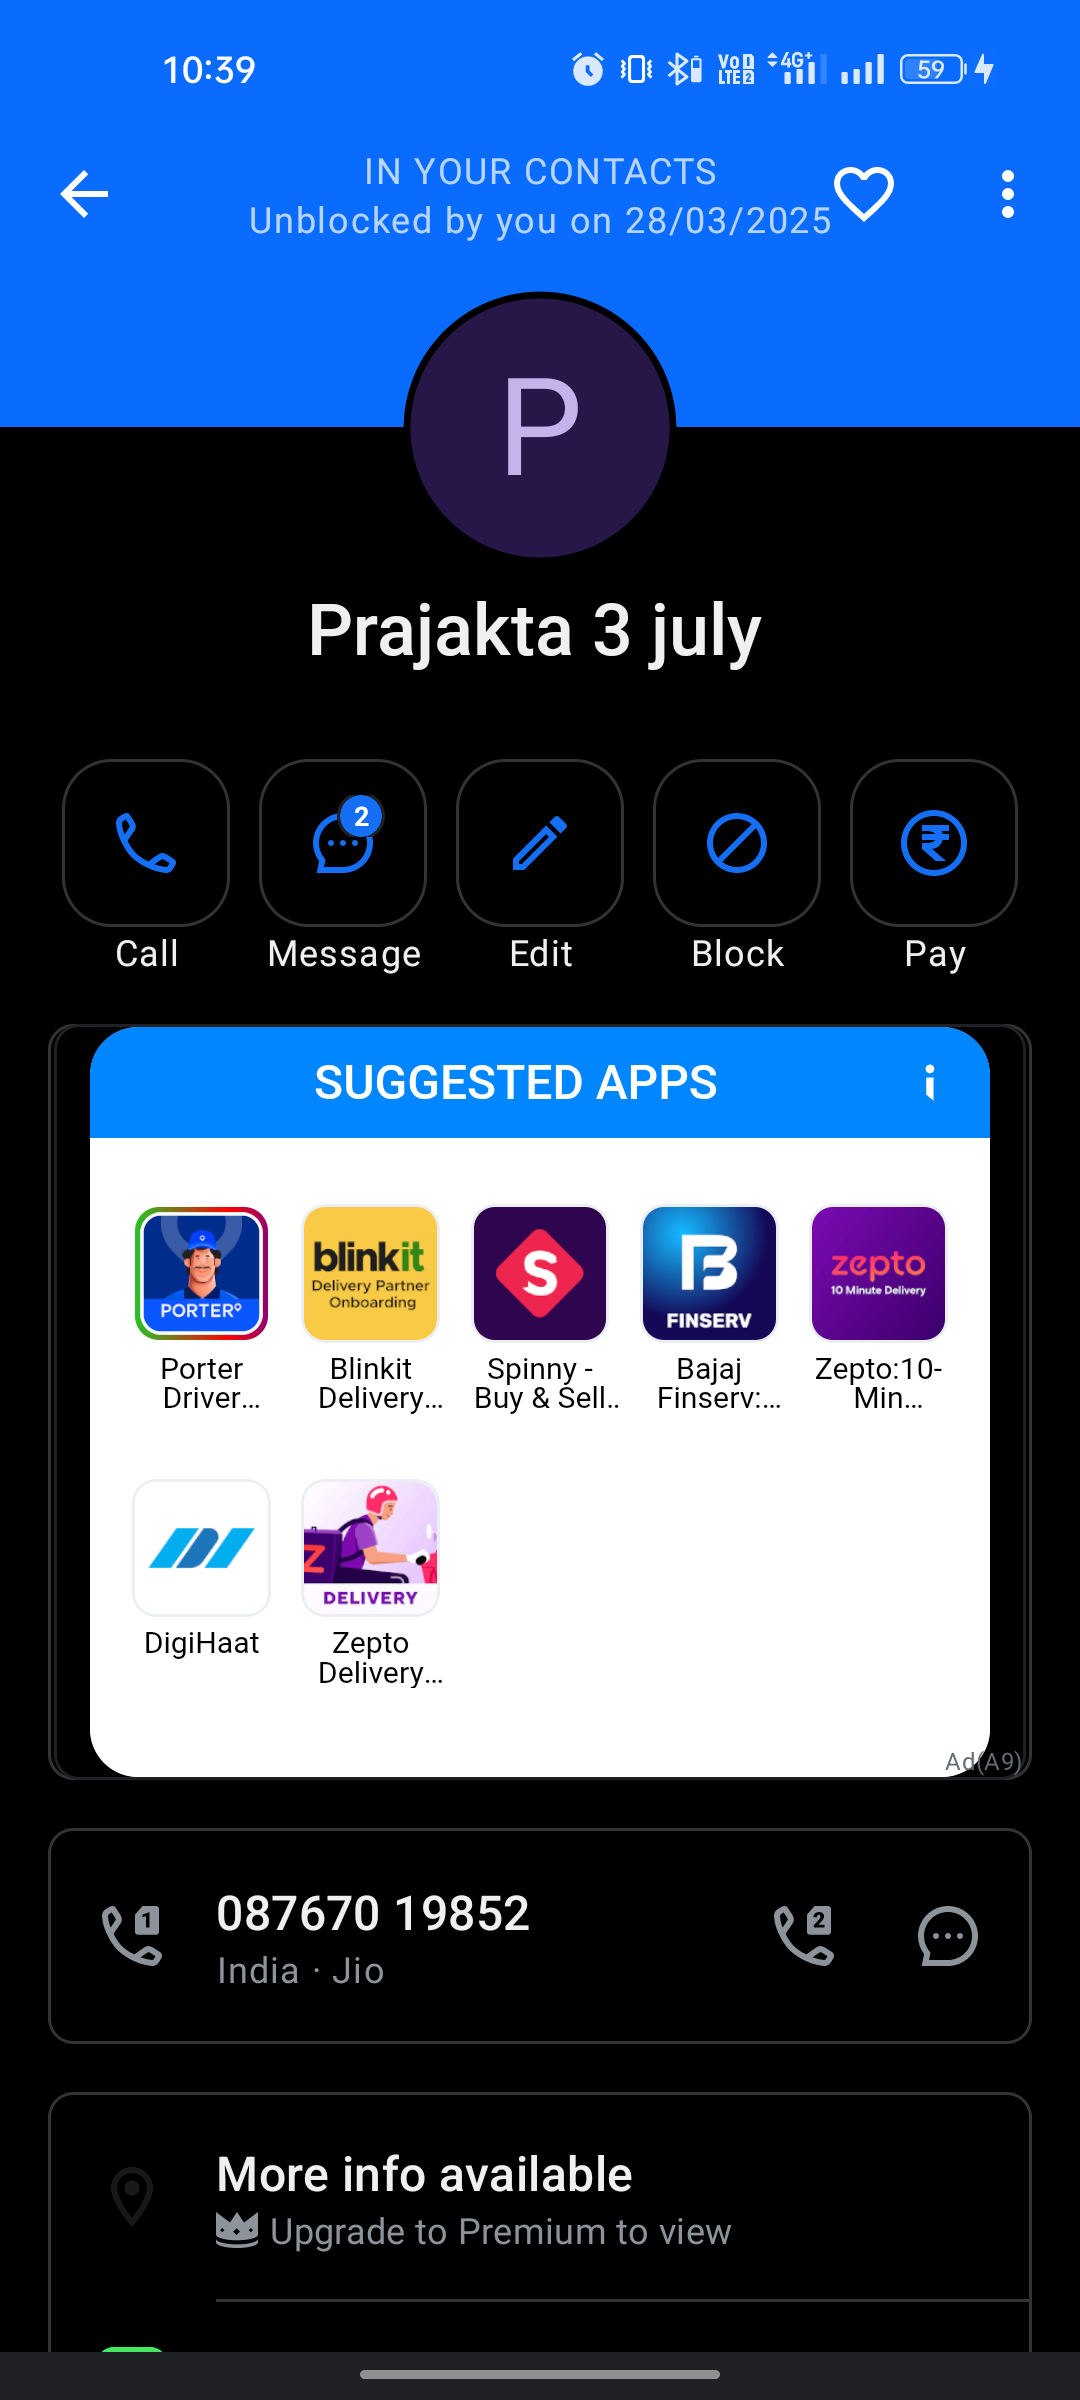 10:39
Vo 1 LTE 2
4G+
59
IN YOUR CONTACTS
Unblocked by you on 28/03/2025
P
Prajakta 3 july
2
Call
Message
Edit
Block
Pay
SUGGESTED APPS
PORTER
blinkit
Delivery Partner
Onboarding
S
FINSERV
zepto
10 Minute Delivery
Porter
Driver...
Blinkit
Delivery...
Spinny -
Buy & Sell..
Bajaj
Finserv:...
Zepto:10-
Min...
Z
DELIVERY
DigiHaat
Zepto
Delivery...
Ad(A9)
1
087670 19852
India · Jio
2
More info available
Upgrade to Premium to view